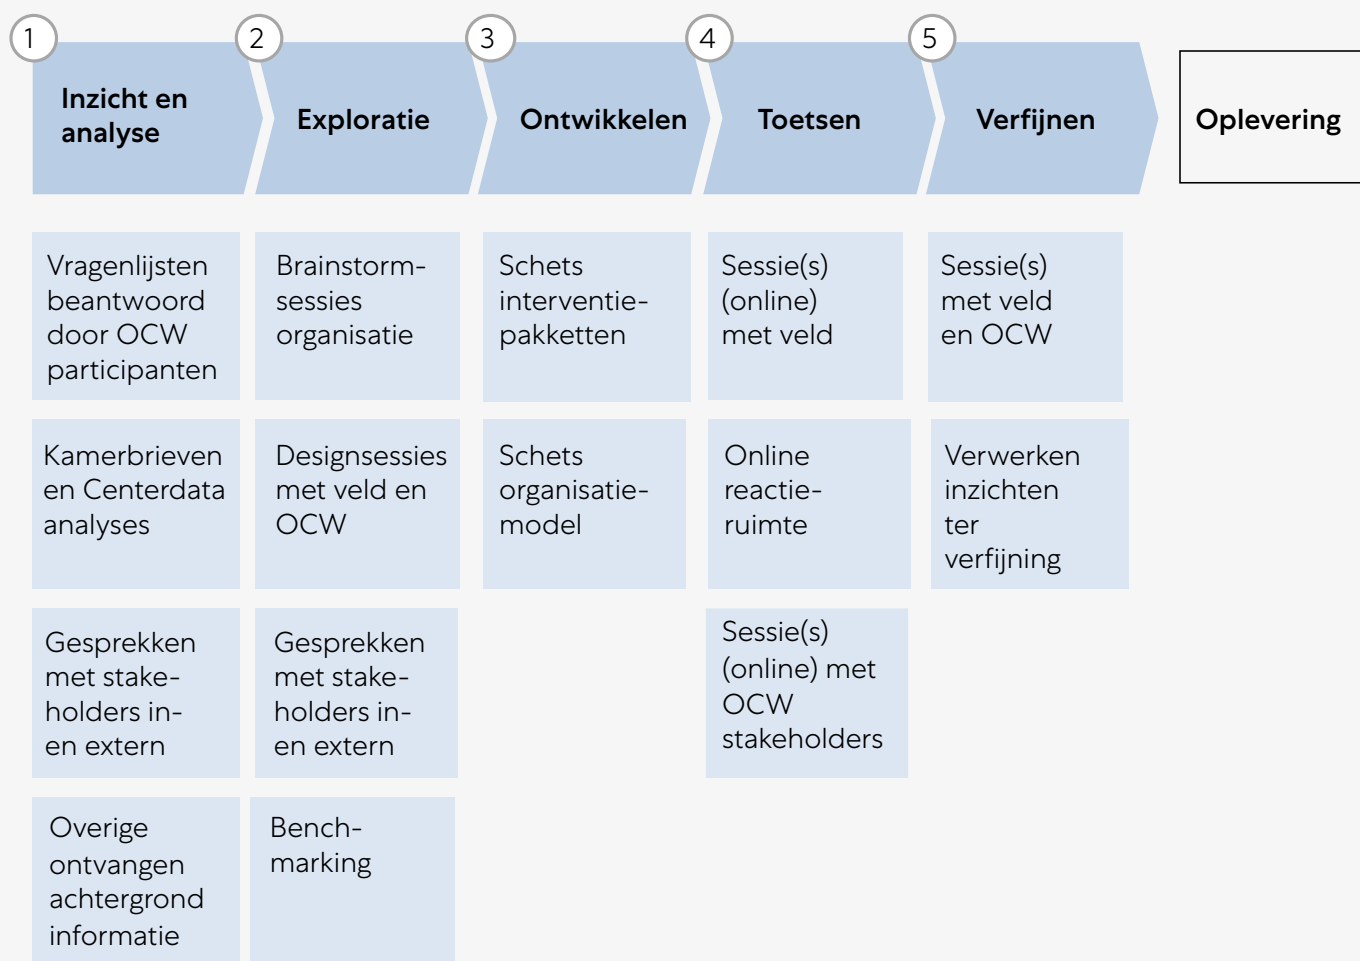 1
2
3
4
5
Inzicht en
analyse
Exploratie
Ontwikkelen
Toetsen
Verfijnen
Oplevering
Vragenlijsten
beantwoord
door OCW
participanten
Brainstorm-
sessies
organisatie
Schets
interventie-
pakketten
Sessie(s)
(online)
met veld
Sessie(s)
met veld
en OCW
Kamerbrieven
en Centerdata
analyses
Designsessies
met veld en
OCW
Schets
organisatie-
model
Online
reactie-
ruimte
Verwerken
inzichten
ter
verfijning
Gesprekken
met stake-
holders in-
en extern
Gesprekken
met stake-
holders in-
en extern
Sessie(s)
(online) met
OCW
stakeholders
Overige
ontvangen
achtergrond
informatie
Bench-
marking